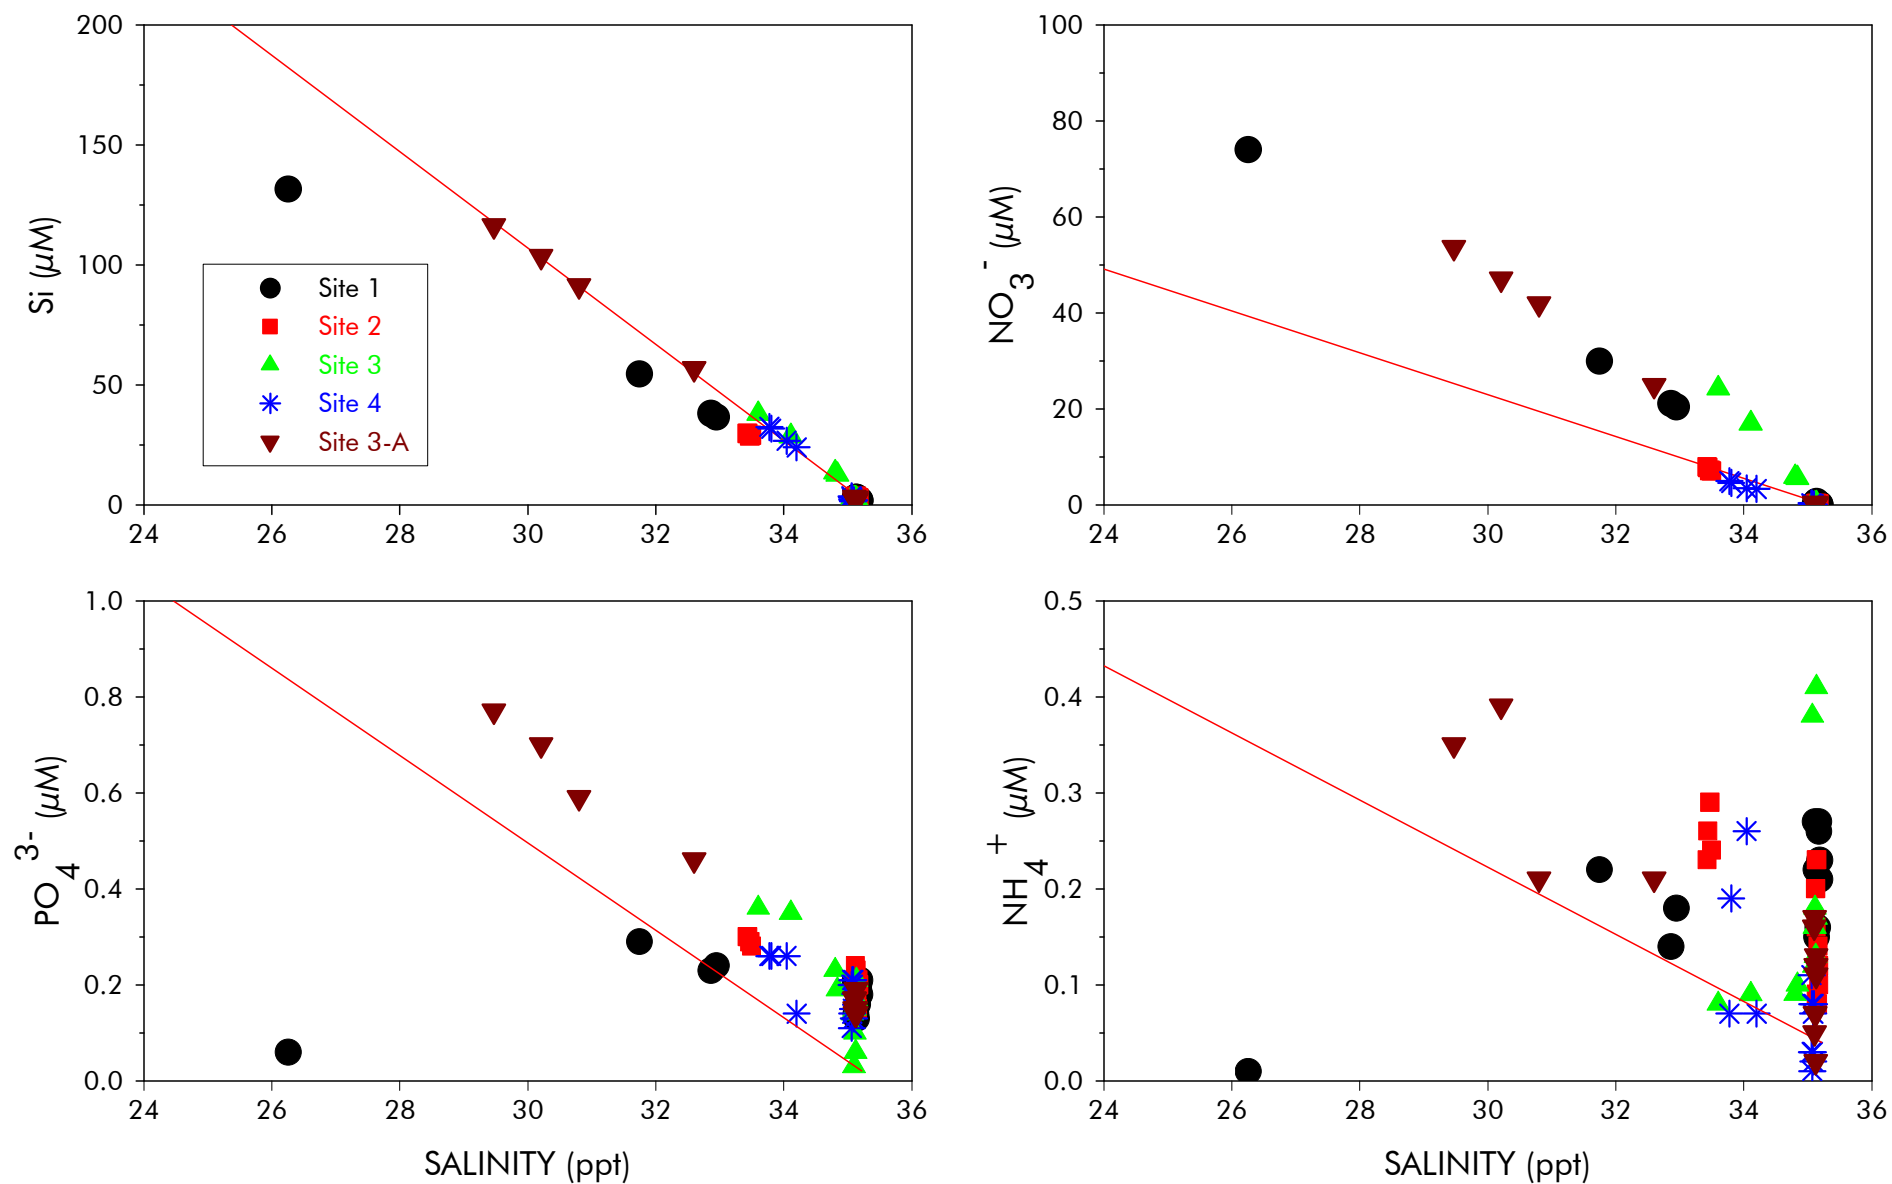 200
150
100
50
0
Si (µM)
24 26 28 30 32 34 36
Site 1
Site 2
Site 3
Site 4
Site 3-A
100
80
60
40
20
0
NO3- (µM)
24 26 28 30 32 34 36
1.0
0.8
0.6
0.4
0.2
0.0
PO4 3- (µM)
24 26 28 30 32 34 36
SALINITY (ppt)
0.5
0.4
0.3
0.2
0.1
0.0
NH4+ (µM)
24 26 28 30 32 34 36
SALINITY (ppt)